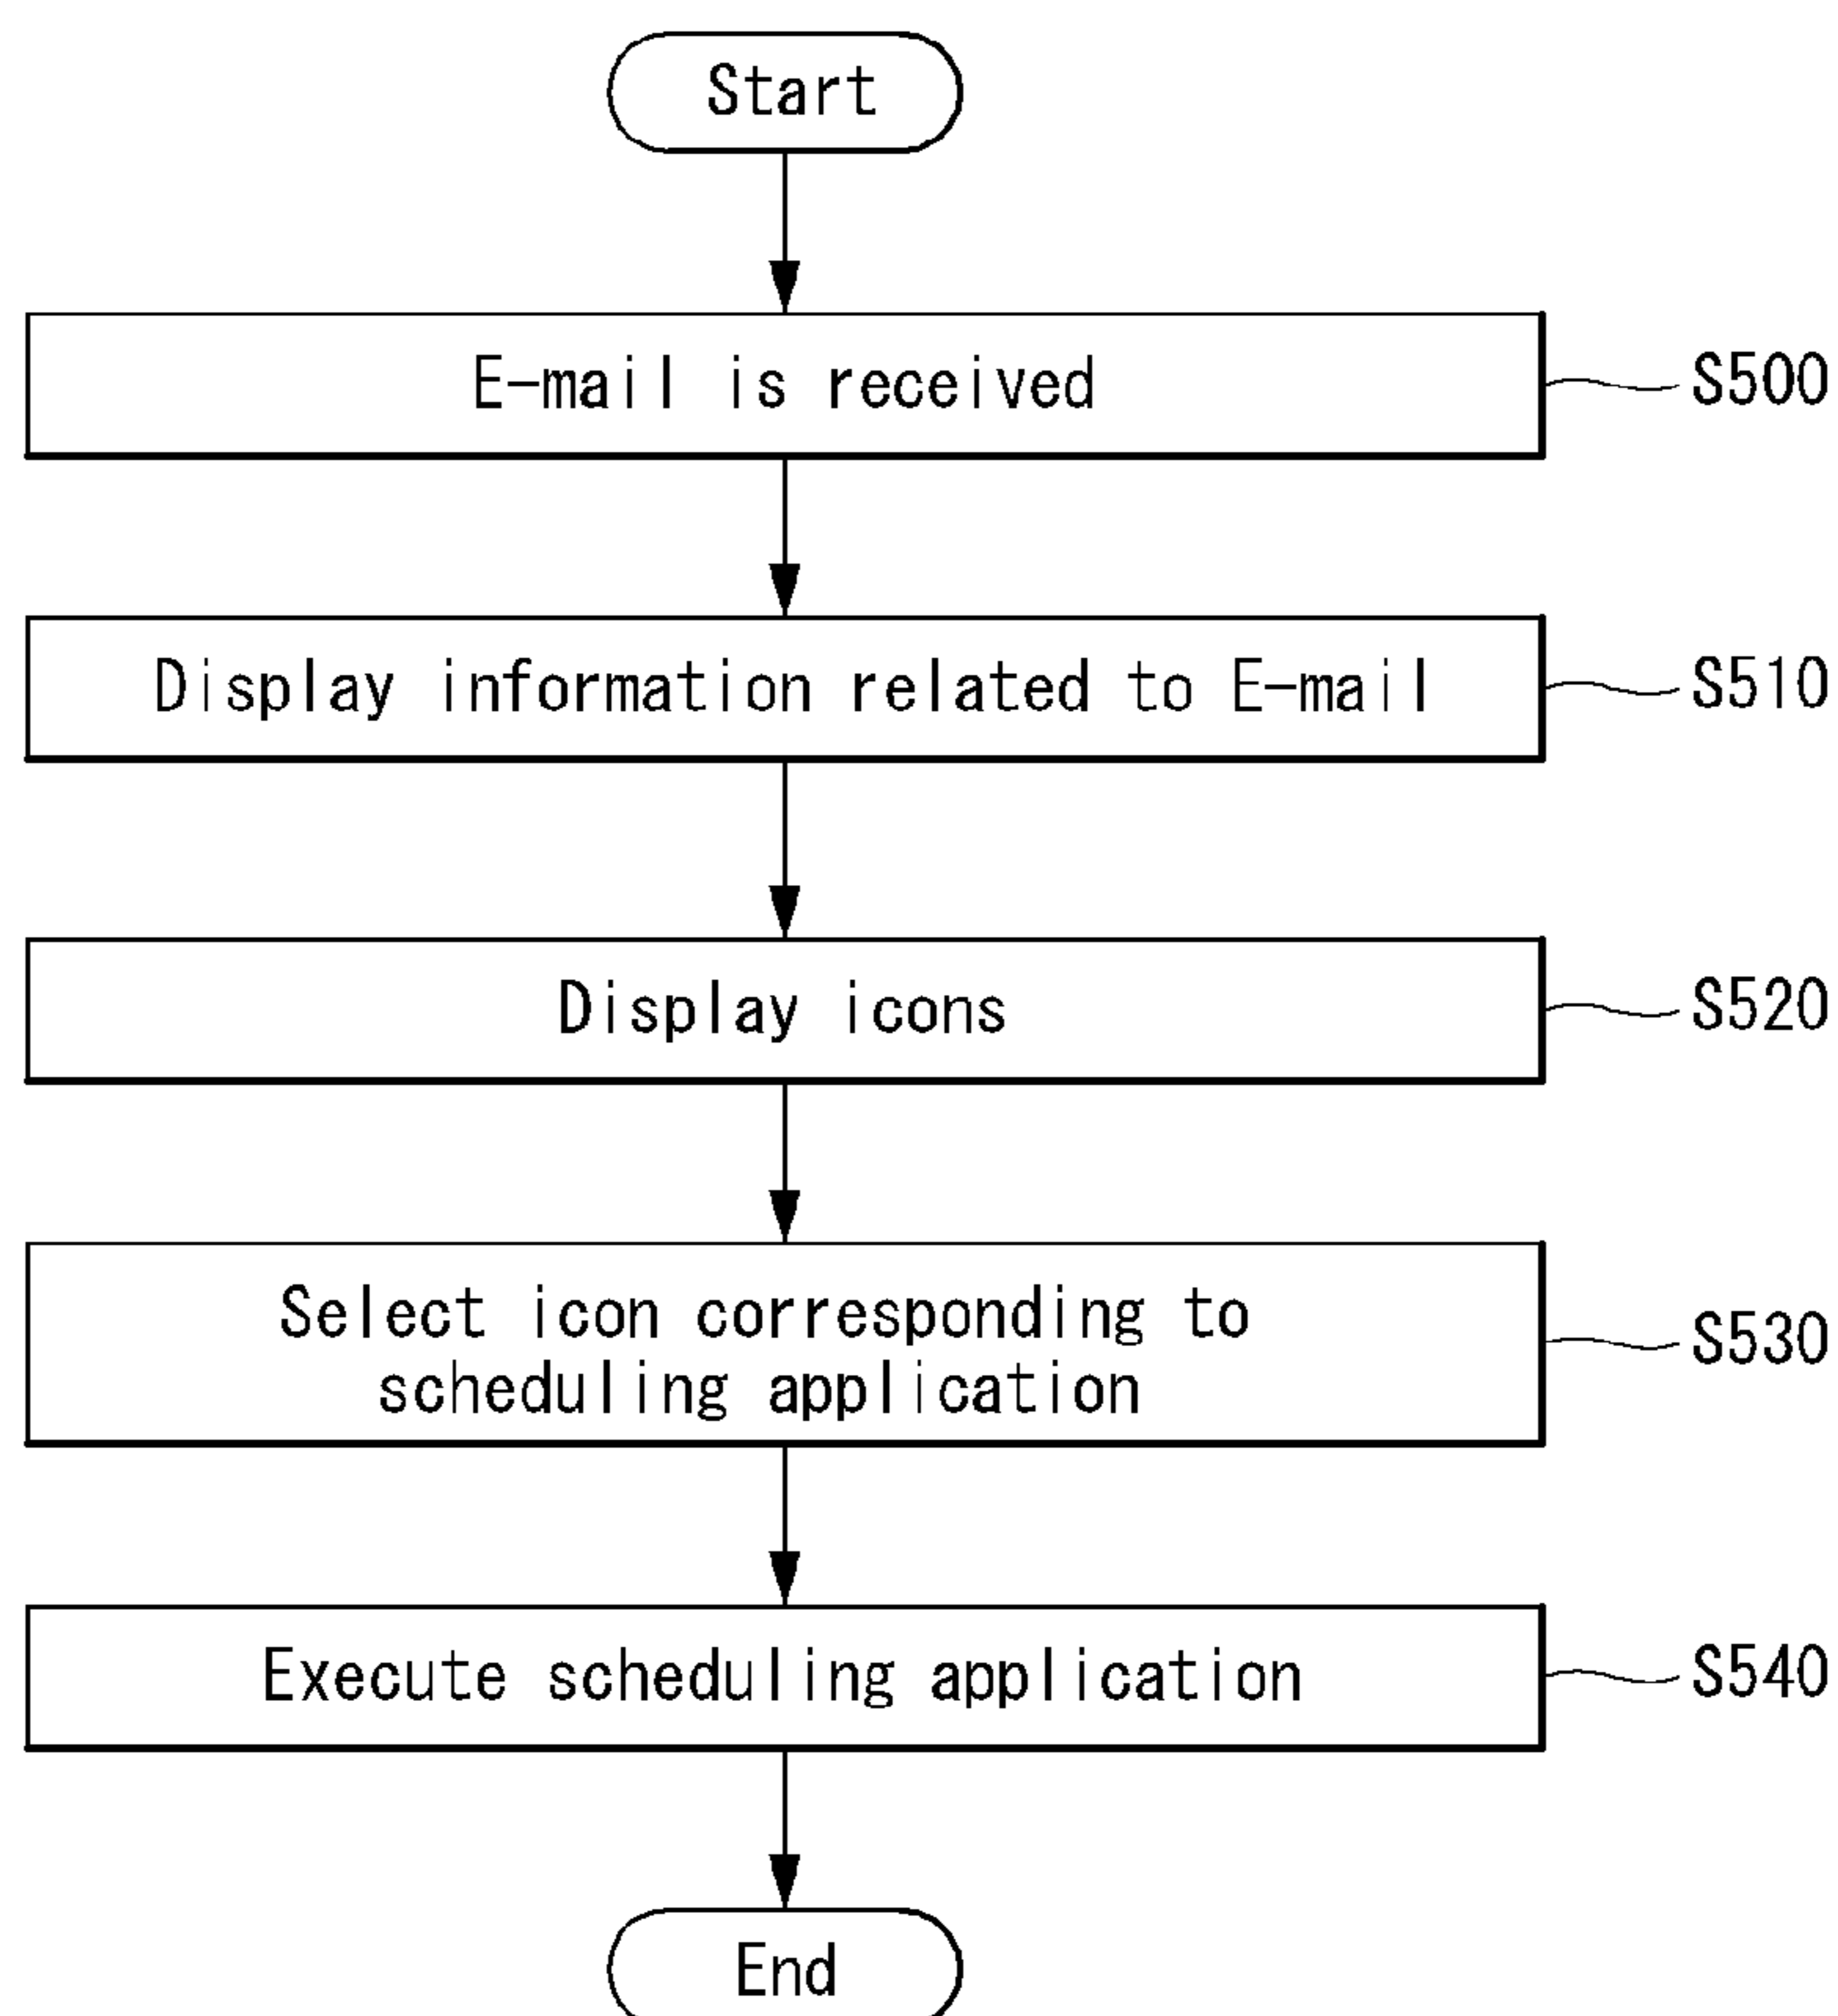 Start
E-mail is received
S500
Display information related to E-mail
S510
Display icons
S520
Select icon corresponding to
scheduling application
S530
Execute scheduling application
S540
End